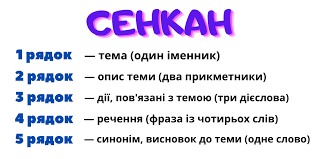 СЕНКАН
1 рядок — тема (один іменник)
2 рядок — опис теми (два прикметники)
3 рядок — дії, пов'язані з темою (три дієслова)
4 рядок — речення (фраза із чотирьох слів)
5 рядок — синонім, висновок до теми (одне слово)